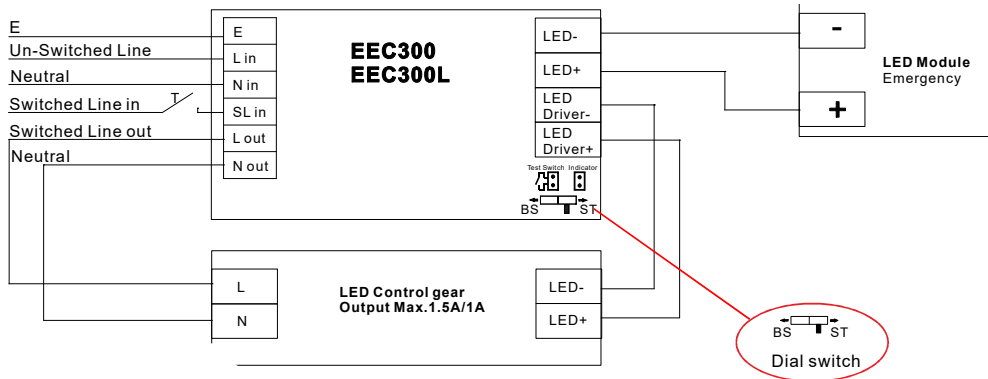 E
Un-Switched Line
Neutral
Switched Line in
T
Switched Line out
Neutral
E
L in
N in
SL in
L out
N out
EEC300
EEC300L
LED-
LED+
LED
Driver-
LED
Driver+
Test Switch Indicator
BS ST
-
+
LED Module
Emergency
L
N
LED Control gear
Output Max.1.5A/1A
LED-
LED+
BS ST
Dial switch